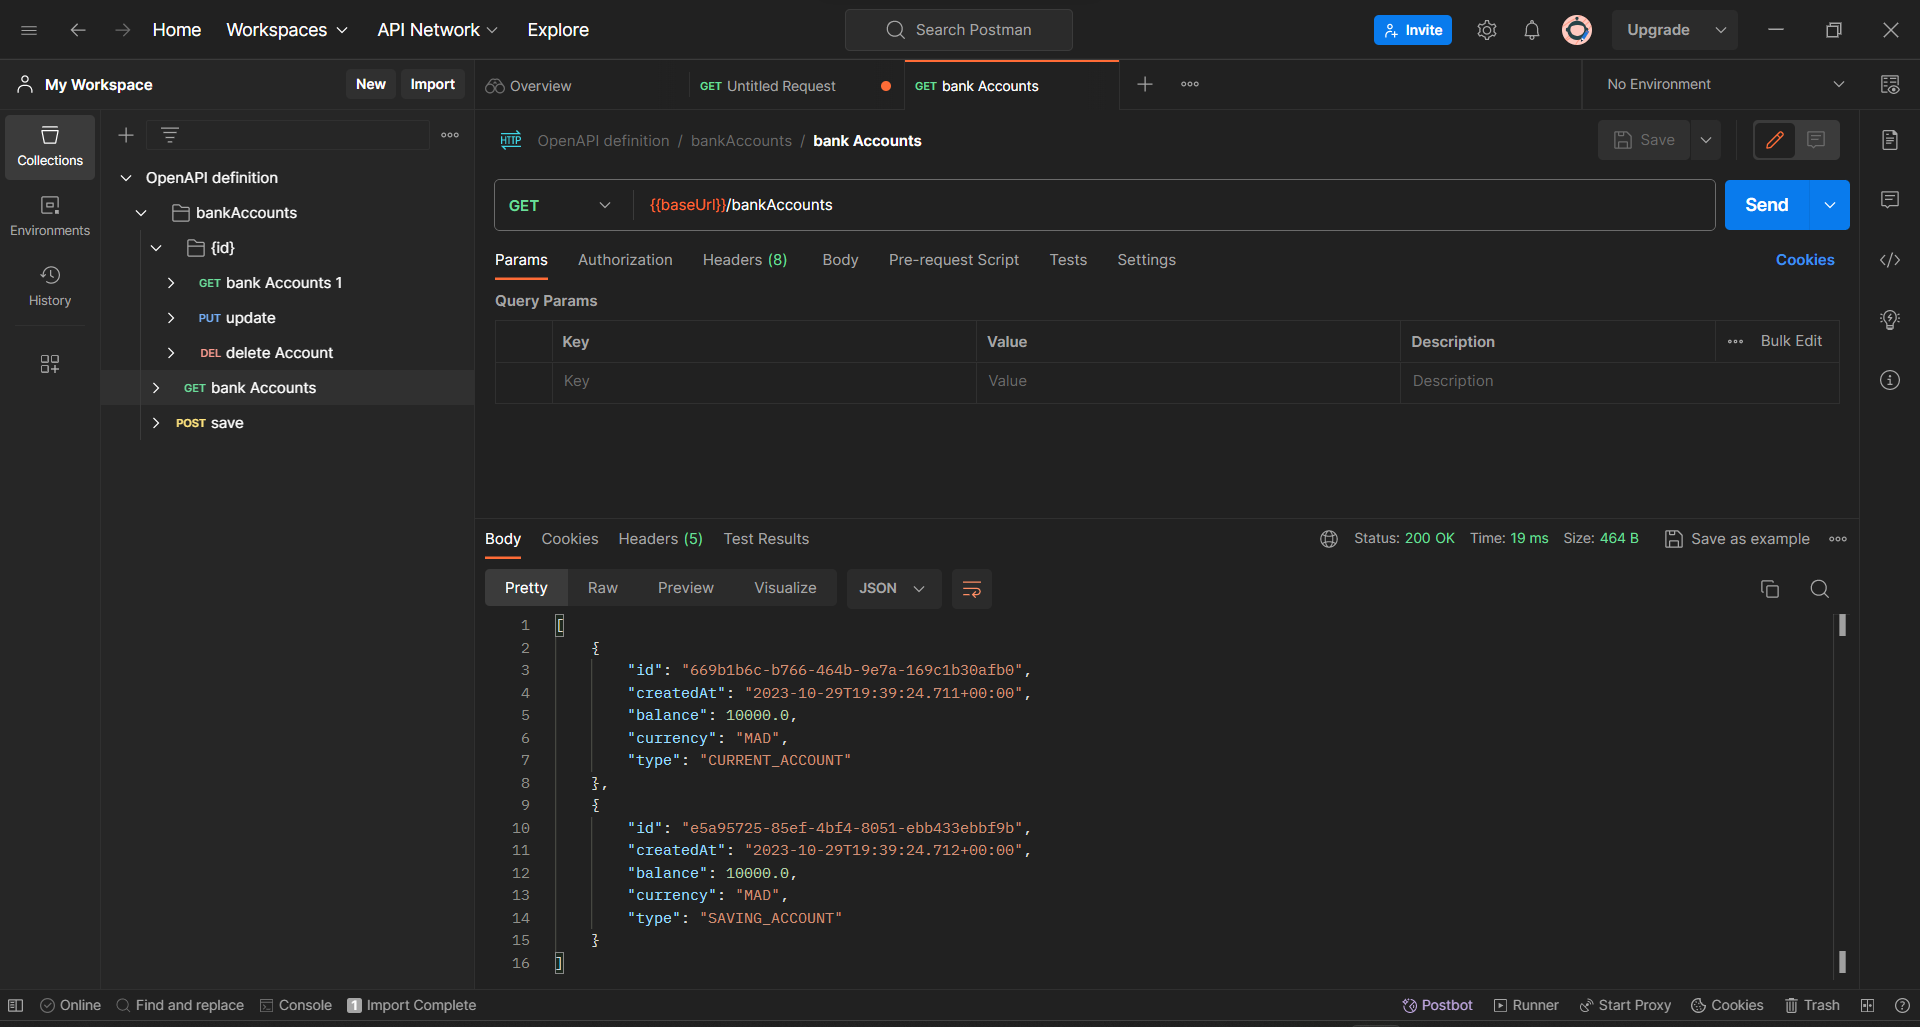 Home Workspaces API Network Explore Search Postman Invite Upgrade
My Workspace New Import Overview GET Untitled Request GET bank Accounts No Environment
Collections
Environments
History
OpenAPI definition
bankAccounts
{id}
GET bank Accounts 1
PUT update
DEL delete Account
GET bank Accounts
POST save
HTTP OpenAPI definition / bankAccounts / bank Accounts Save
GET {{baseUrl}}/bankAccounts Send
Params Authorization Headers (8) Body Pre-request Script Tests Settings Cookies
Query Params
Key Value Description Bulk Edit
Key Value Description
Body Cookies Headers (5) Test Results Status: 200 OK Time: 19 ms Size: 464 B Save as example
Pretty Raw Preview Visualize JSON
1 [
2 {
3 "id": "669b1b6c-b766-464b-9e7a-169c1b30afb0",
4 "createdAt": "2023-10-29T19:39:24.711+00:00",
5 "balance": 10000.0,
6 "currency": "MAD",
7 "type": "CURRENT_ACCOUNT"
8 },
9 {
10 "id": "e5a95725-85ef-4bf4-8051-ebb433ebbf9b",
11 "createdAt": "2023-10-29T19:39:24.712+00:00",
12 "balance": 10000.0,
13 "currency": "MAD",
14 "type": "SAVING_ACCOUNT"
15 }
16 ]
Online Find and replace Console 1 Import Complete Postbot Runner Start Proxy Cookies Trash